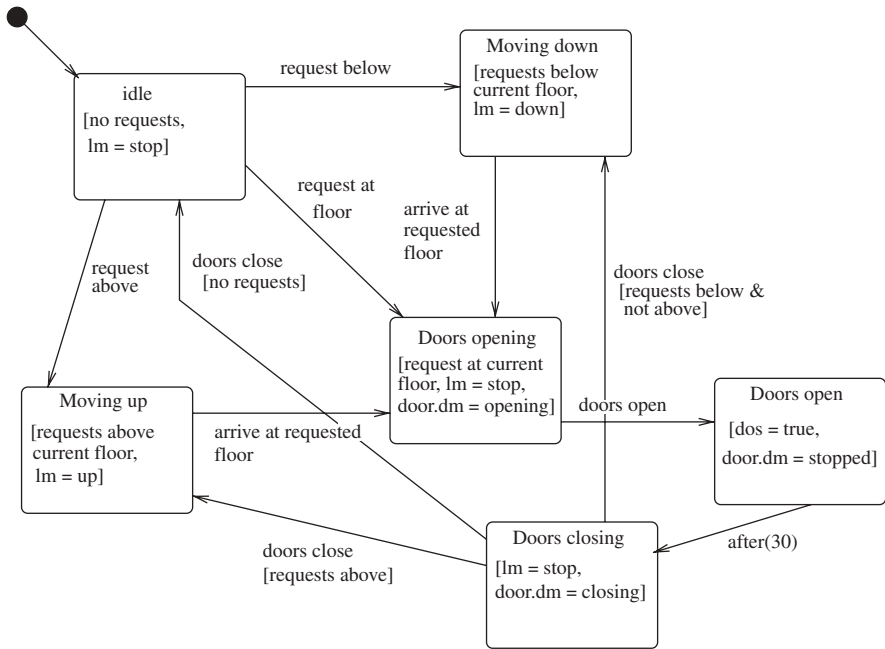 Moving down
[requests below
current floor,
lm = down]
request below
idle
[no requests,
lm = stop]
request at
floor
arrive at
requested
floor
request
above
doors close
[no requests]
doors close
[requests below &
not above]
Doors opening
[request at current
floor, lm = stop,
door.dm = opening]
doors open
Doors open
[dos = true,
door.dm = stopped]
Moving up
[requests above
current floor,
lm = up]
arrive at requested
floor
after(30)
Doors closing
[lm = stop,
door.dm = closing]
doors close
[requests above]